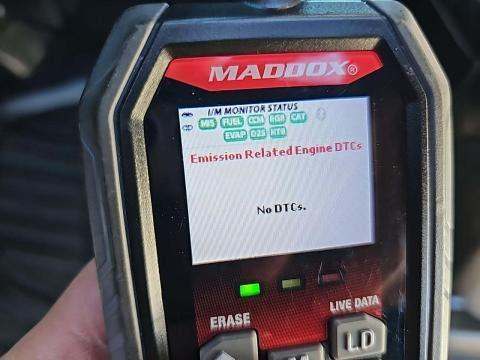 MADDOX®
I/M MONITOR STATUS
MIS FUEL CCM EGR CAT
EVAP O2S HTR
Emission Related Engine DTCs
No DTCs.
ERASE
LIVE DATA
LD